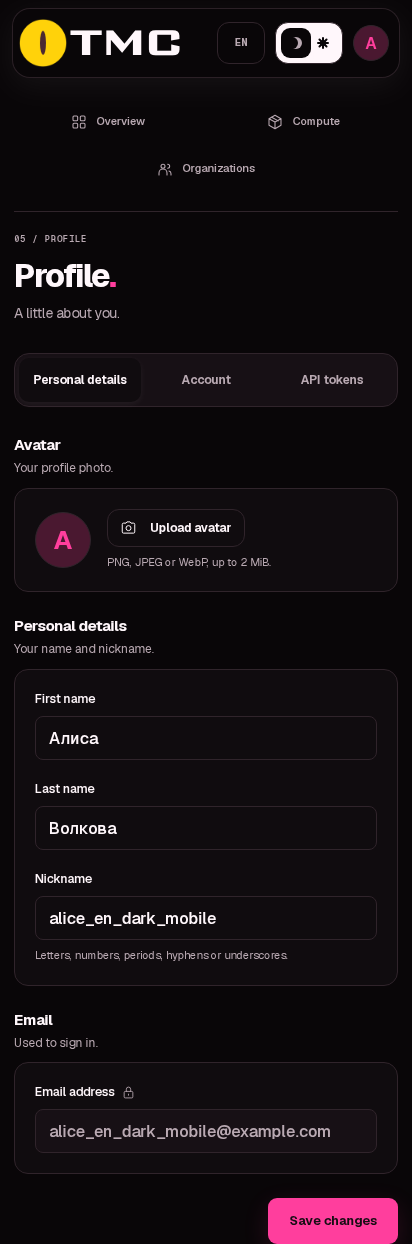 TMC
EN
A
Overview
Compute
Organizations
05 / PROFILE
Profile.
A little about you.
Personal details
Account
API tokens
Avatar
Your profile photo.
A
Upload avatar
PNG, JPEG or WebP, up to 2 MiB.
Personal details
Your name and nickname.
First name
Алиса
Last name
Волкова
Nickname
alice_en_dark_mobile
Letters, numbers, periods, hyphens or underscores.
Email
Used to sign in.
Email address
alice_en_dark_mobile@example.com
Save changes